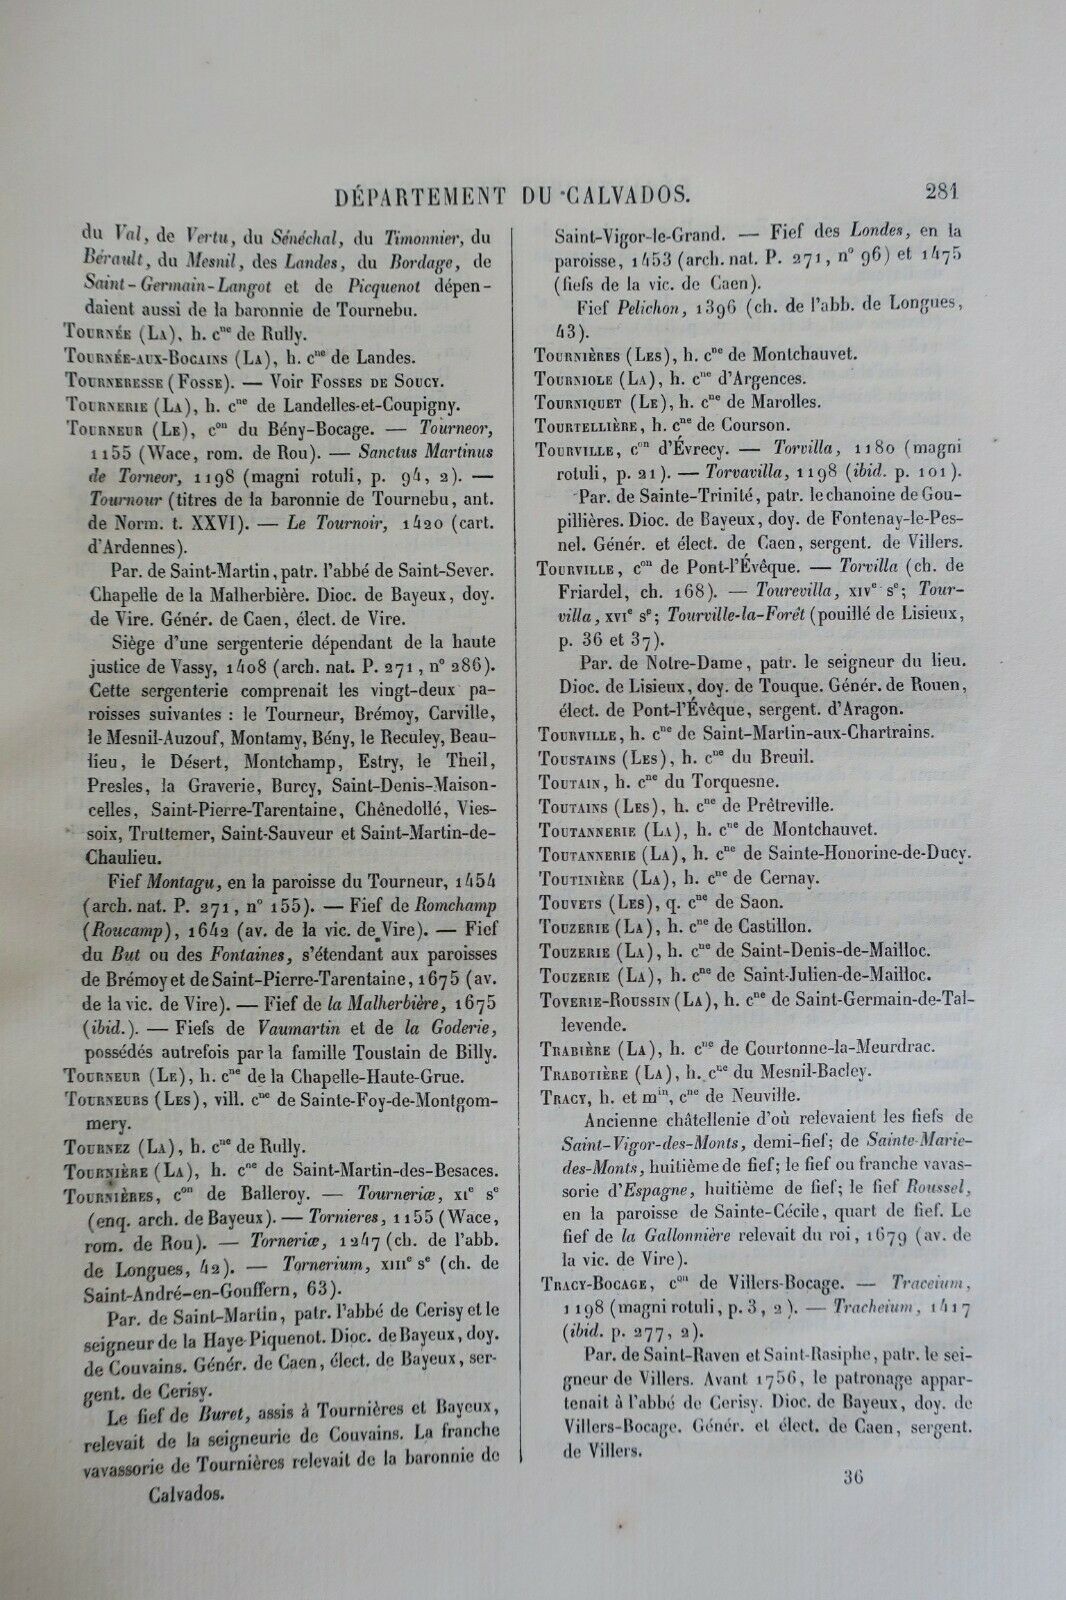 DÉPARTEMENT DU CALVADOS. 281
du Val, de Vertu, du Sénéchal, du Timonnier, du
Bérault, du Mesnil, des Landes, du Bordage, de
Saint-Germain-Langot et de Picquenot dépen-
daient aussi de la baronnie de Tournebu.
TOURNÉE (LA), h. cne de Rully.
TOURNÉE-AUX-BOCAINS (LA), h. cne de Landes.
TOURNERESSE (FOSSE). — Voir FOSSES DE SOUCY.
TOURNERIE (LA), h. cne de Landelles-et-Coupigny.
TOURNEUR (LE), con du Bény-Bocage. — Tourneor,
1155 (Wace, rom. de Rou). — Sanctus Martinus
de Torneor, 1198 (magni rotuli, p. 94, 2). —
Tournour (titres de la baronnie de Tournebu, ant.
de Norm. t. XXVI). — Le Tournoir, 1420 (cart.
d'Ardennes).
Par. de Saint-Martin, patr. l'abbé de Saint-Sever.
Chapelle de la Malherbière. Dioc. de Bayeux, doy.
de Vire. Génér. de Caen, élect. de Vire.
Siège d'une sergenterie dépendant de la haute
justice de Vassy, 1408 (arch. nat. P. 271, n° 286).
Cette sergenterie comprenait les vingt-deux pa-
roisses suivantes : le Tourneur, Brémoy, Carville,
le Mesnil-Auzouf, Montamy, Bény, le Reculey, Beau-
lieu, le Désert, Montchamp, Estry, le Theil,
Presles, la Graverie, Burcy, Saint-Denis-Maison-
celles, Saint-Pierre-Tarentaine, Chênedollé, Vies-
soix, Truttemer, Saint-Sauveur et Saint-Martin-de-
Chaulieu.
Fief Montagu, en la paroisse du Tourneur, 1454
(arch. nat. P. 271, n° 155). — Fief de Romchamp
(Roucamp), 1642 (av. de la vic. de Vire). — Fief
du But ou des Fontaines, s'étendant aux paroisses
de Brémoy et de Saint-Pierre-Tarentaine, 1675 (av.
de la vic. de Vire). — Fief de la Malherbière, 1675
(ibid.). — Fiefs de Vaumartin et de la Goderie,
possédés autrefois par la famille Toustain de Billy.
TOURNEUR (LE), h. cne de la Chapelle-Haute-Grue.
TOURNEURS (LES), vill. cne de Sainte-Foy-de-Montgom-
mery.
TOURNEZ (LA), h. cne de Rully.
TOURNIÈRE (LA), h. cne de Saint-Martin-des-Besaces.
TOURNIÈRES, con de Balleroy. — Tourneriæ, XIe se
(enq. arch. de Bayeux). — Tornieres, 1155 (Wace,
rom. de Rou). — Torneriæ, 1247 (ch. de l'abb.
de Longues, 42). — Tornerium, XIIIe se (ch. de
Saint-André-en-Gouffern, 63).
Par. de Saint-Martin, patr. l'abbé de Cerisy et le
seigneur de la Haye-Piquenot. Dioc. de Bayeux, doy.
de Couvains. Génér. de Caen, élect. de Bayeux, ser-
gent. de Cerisy.
Le fief de Buret, assis à Tournières et Bayeux,
relevait de la seigneurie de Couvains. La franche
vavassorie de Tournières relevait de la baronnie de
Calvados.
Saint-Vigor-le-Grand. — Fief des Londes, en la
paroisse, 1453 (arch. nat. P. 271, n° 96) et 1475
(fiefs de la vic. de Caen).
Fief Pelichon, 1396 (ch. de l'abb. de Longues,
43).
TOURNIÈRES (LES), h. cne de Montchauvet.
TOURNIOLE (LA), h. cne d'Argences.
TOURNIQUET (LE), h. cne de Marolles.
TOURTELLIÈRE, h. cne de Courson.
TOURVILLE, con d'Évrecy. — Torvilla, 1180 (magni
rotuli, p. 21). — Torvavilla, 1198 (ibid. p. 101).
Par. de Sainte-Trinité, patr. le chanoine de Gou-
pillières. Dioc. de Bayeux, doy. de Fontenay-le-Pes-
nel. Génér. et élect. de Caen, sergent. de Villers.
TOURVILLE, con de Pont-l'Évêque. — Torvilla (ch. de
Friardel, ch. 168). — Tourevilla, XIVe se; Tour-
villa, XVIe se; Tourville-la-Forêt (pouillé de Lisieux,
p. 36 et 37).
Par. de Notre-Dame, patr. le seigneur du lieu.
Dioc. de Lisieux, doy. de Touque. Génér. de Rouen,
élect. de Pont-l'Évêque, sergent. d'Aragon.
TOURVILLE, h. cne de Saint-Martin-aux-Chartrains.
TOUSTAINS (LES), h. cne du Breuil.
TOUTAIN, h. cne du Torquesne.
TOUTAINS (LES), h. cne de Prêtreville.
TOUTANNERIE (LA), h. cne de Montchauvet.
TOUTANNERIE (LA), h. cne de Sainte-Honorine-de-Ducy.
TOUTINIÈRE (LA), h. cne de Cernay.
TOUVETS (LES), q. cne de Saon.
TOUZERIE (LA), h. cne de Castillon.
TOUZERIE (LA), h. cne de Saint-Denis-de-Mailloc.
TOUZERIE (LA), h. cne de Saint-Julien-de-Mailloc.
TOVERIE-ROUSSIN (LA), h. cne de Saint-Germain-de-Tal-
levende.
TRABIÈRE (LA), h. cne de Courtonne-la-Meurdrac.
TRABOTIÈRE (LA), h. cne du Mesnil-Bacley.
TRACY, h. et min, cne de Neuville.
Ancienne châtellenie d'où relevaient les fiefs de
Saint-Vigor-des-Monts, demi-fief; de Sainte-Marie-
des-Monts, huitième de fief; le fief ou franche vavas-
sorie d'Espagne, huitième de fief; le fief Roussel,
en la paroisse de Sainte-Cécile, quart de fief. Le
fief de la Gallonnière relevait du roi, 1679 (av. de
la vic. de Vire).
TRACY-BOCAGE, con de Villers-Bocage. — Traceium,
1198 (magni rotuli, p. 3, 2). — Tracheium, 1417
(ibid. p. 277, 2).
Par. de Saint-Raven et Saint-Rasiphe, patr. le sei-
gneur de Villers. Avant 1756, le patronage appar-
tenait à l'abbé de Cerisy. Dioc. de Bayeux, doy. de
Villers-Bocage. Génér. et élect. de Caen, sergent.
de Villers.
36